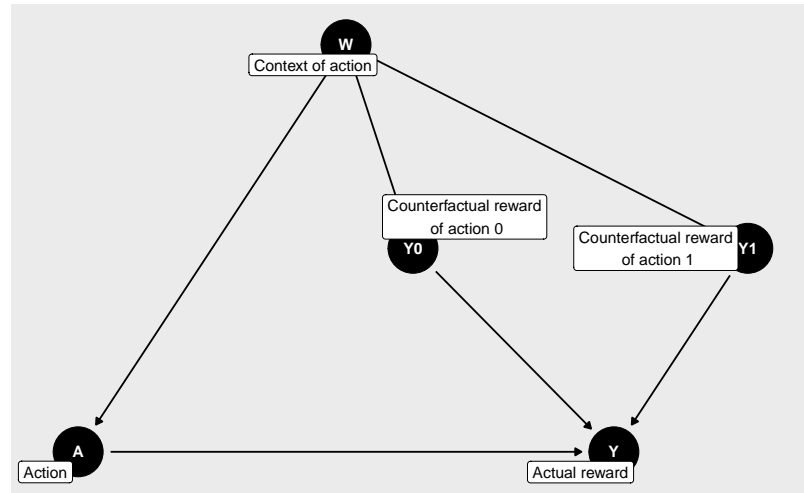 W
Context of action
Counterfactual reward
of action 0
Y0
Counterfactual reward
of action 1
Y1
A
Action
Y
Actual reward